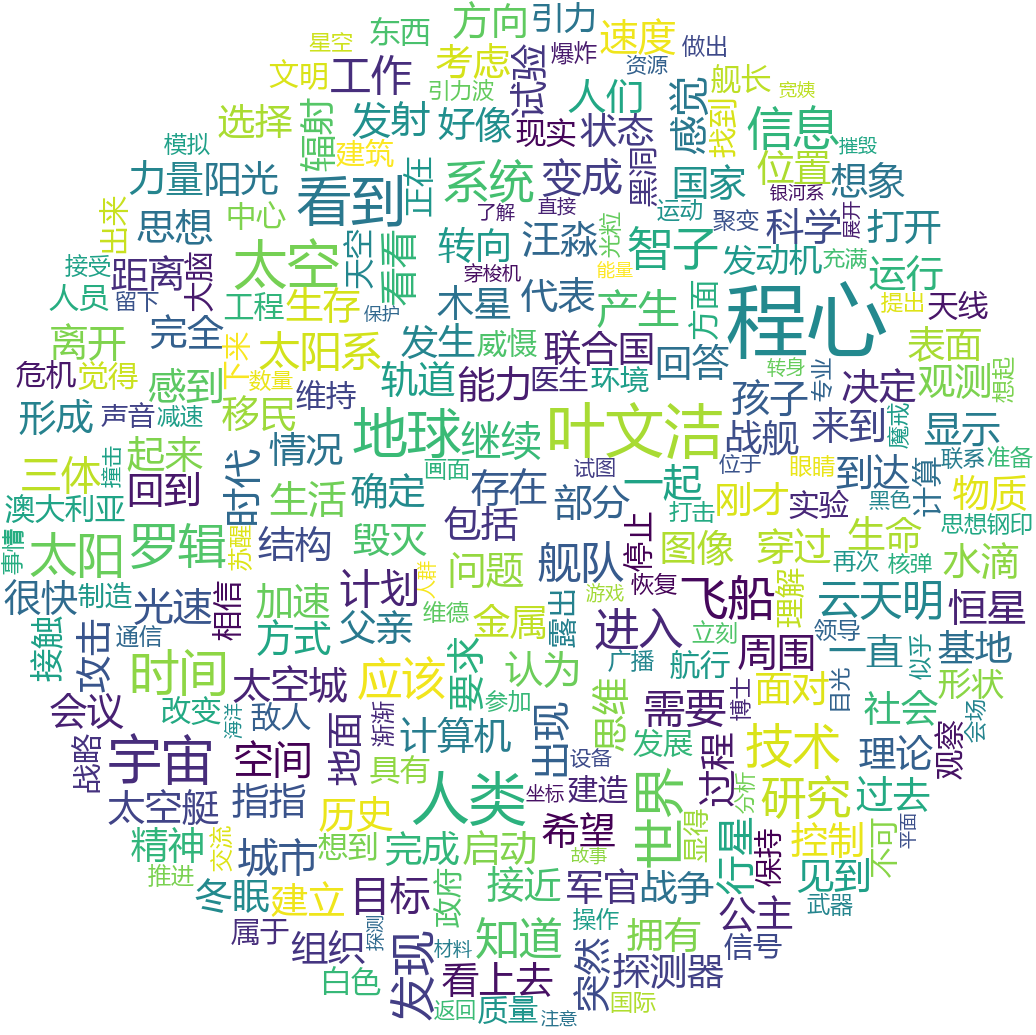 方向
引力
东西
速度
星空
考虑
爆炸
做出
文明
工作
试验
资源
舰长
引力波
人们
感宽
宽姨
选择
辐射
发射
好像
现实
状态
找到
信息
摧毁
模拟
建筑
黑洞
位置
力量
阳光
看到
正在
系统
变成
国家
想象
银河系
出来
思想
中心
了解
直接
运动
聚变
科学
展开
打开
太空
天空
看看
转向
汪淼
光粒
智子
接受
距离
大脑
穿梭机
能量
发动机
充满
运行
人员
留下
工程
生存
保护
木星
代表
产生
方面
程心
提出
天线
离开
完全
下来
太阳系
发生
威慑
联合国
回答
表面
危机
觉得
感到
数量
维持
轨道
能力
医生
环境
转身
专业
决定
观测
想起
形成
声音
减速
移民
地球
继续
叶文洁
孩子
战舰
来到
魔戒
显示
三体
撞击
起来
时代
情况
画面
试图
位于
眼睛
到达
联系
准备
澳大利亚
回到
生活
确定
存在
部分
一起
刚才
实验
黑色
计算
物质
事情
太阳
罗辑
苏醒
结构
毁灭
包括
打击
停止
图像
穿过
生命
思想钢印
水滴
很快
制造
光速
相信
加速
计划
人群
问题
舰队
恢复
飞船
理解
再次
核弹
云天明
恒星
接触
攻击
通信
方式
父亲
维德
金属
露出
游戏
进入
立刻
领导
一直
似乎
基地
时间
太空城
应该
要求
认为
广播
航行
周围
目光
形状
会议
改变
海洋
敌人
渐渐
参加
思维
需要
博士
面对
社会
会场
战略
宇宙
空间
地面
计算机
出现
发展
过程
技术
理论
观察
太空艇
指指
具有
人类
设备
坐标
建造
世界
分析
研究
过去
精神
交流
历史
想到
完成
启动
希望
显得
行星
控制
平面
不可
推进
城市
故事
保持
见到
冬眠
建立
目标
政府
接近
军官
战争
公主
武器
属于
组织
探测
发现
材料
知道
操作
拥有
信号
白色
看上去
突然
探测器
返回
质量
注意
国际